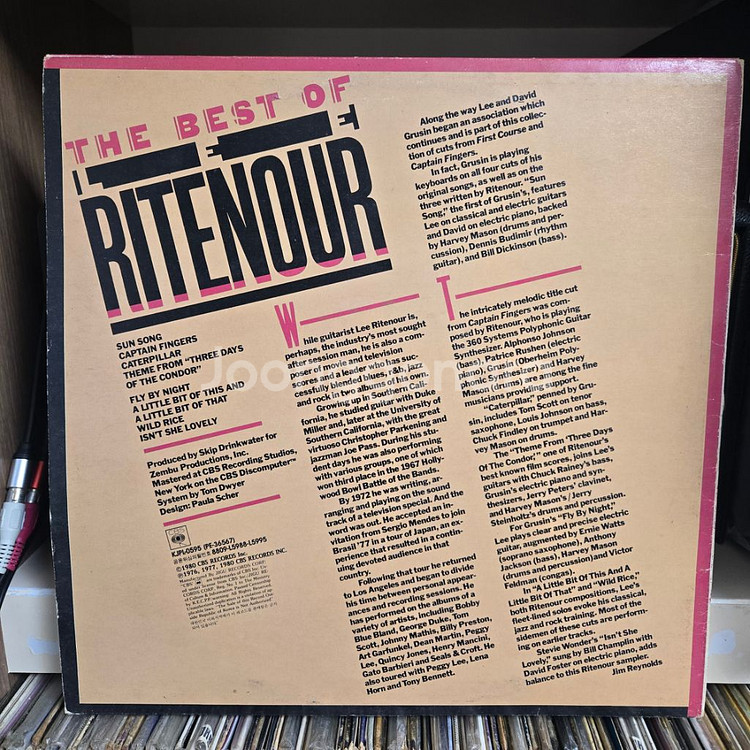 THE BEST OF
LEE
RITENOUR
SUN SONG
CAPTAIN FINGERS
CATERPILLAR
THEME FROM "THREE DAYS
OF THE CONDOR"
FLY BY NIGHT
A LITTLE BIT OF THIS AND
A LITTLE BIT OF THAT
WILD RICE
ISN'T SHE LOVELY
Produced by Skip Drinkwater for
Zembu Productions, Inc.
Mastered at CBS Recording Studios,
New York on the CBS Discomputer™
System by Tom Dwyer
Design: Paula Scher
CBS
KJPL-0595 (PF-36567)
8809-L5988-L5995
©1980 CBS RECORDS INC.
℗1976, 1977, 1980 CBS RECORDS INC.
While guitarist Lee Ritenour is,
perhaps, the industry's most sought
after session man, he is also a com-
poser of movie and television
scores and a leader who has suc-
cessfully blended blues, r&b, jazz
and rock in two albums of his own.
Growing up in Southern Cali-
fornia, he studied guitar with Duke
Miller and, later at the University of
Southern California, with the great
virtuoso Christopher Parkening and
jazzman Joe Pass. During his stu-
dent days he was also performing
with various groups, one of which
won third place in the 1967 Holly-
wood Bowl Battle of the Bands.
By 1972 he was writing, ar-
ranging and playing on the sound
track of a television special. And the
word was out. He accepted an in-
vitation from Sergio Mendes to join
Brasil '77 in a tour of Japan, an ex-
perience that resulted in a contin-
uing devoted audience in that
country.
Following that tour he returned
to Los Angeles and began to divide
his time between personal appear-
ances and recording sessions. He
has performed on the albums of a
variety of artists, including Bobby
Blue Bland, George Duke, Tom
Scott, Johnny Mathis, Billy Preston,
Art Garfunkel, Dean Martin, Peggy
Lee, Quincy Jones, Henry Mancini,
Gato Barbieri and Seals & Croft. He
also toured with Peggy Lee, Lena
Horn and Tony Bennett.
Along the way Lee and David
Grusin began an association which
continues and is part of this collec-
tion of cuts from First Course and
Captain Fingers.
In fact, Grusin is playing
keyboards on all four cuts of his
original songs, as well as on the
three written by Ritenour. "Sun
Song," the first of Grusin's, features
Lee on classical and electric guitars
and David on electric piano, backed
by Harvey Mason (drums and per-
cussion), Dennis Budimir (rhythm
guitar), and Bill Dickinson (bass).
The intricately melodic title cut
from Captain Fingers was com-
posed by Ritenour, who is playing
the 360 Systems Polyphonic Guitar
Synthesizer. Alphonso Johnson
(bass), Patrice Rushen (electric
piano), Grusin (Oberheim Poly-
phonic Synthesizer) and Harvey
Mason (drums) are among the fine
musicians providing support.
"Caterpillar," penned by Gru-
sin, includes Tom Scott on tenor
saxophone, Louis Johnson on bass,
Chuck Findley on trumpet and Har-
vey Mason on drums.
The "Theme From 'Three Days
Of The Condor,'" one of Ritenour's
best known film scores, joins Lee's
guitars with Chuck Rainey's bass,
Grusin's electric piano and syn-
thesizers, Jerry Peters' clavinet,
and Harvey Mason's/Jerry
Steinholz's drums and percussion.
For Grusin's "Fly By Night,"
Lee plays clear and precise electric
guitar, augmented by Ernie Watts
(soprano saxophone), Anthony
Jackson (bass), Harvey Mason
(drums and percussion) and Victor
Feldman (congas).
In "A Little Bit Of This And A
Little Bit Of That" and "Wild Rice,"
both Ritenour compositions, Lee's
fleet-lined solos evoke his classical,
jazz and rock training. Most of the
sidemen of these cuts are perform-
ing on earlier tracks.
Stevie Wonder's "Isn't She
Lovely," sung by Bill Champlin with
David Foster on electric piano, adds
balance to this Ritenour sampler.
Jim Reynolds